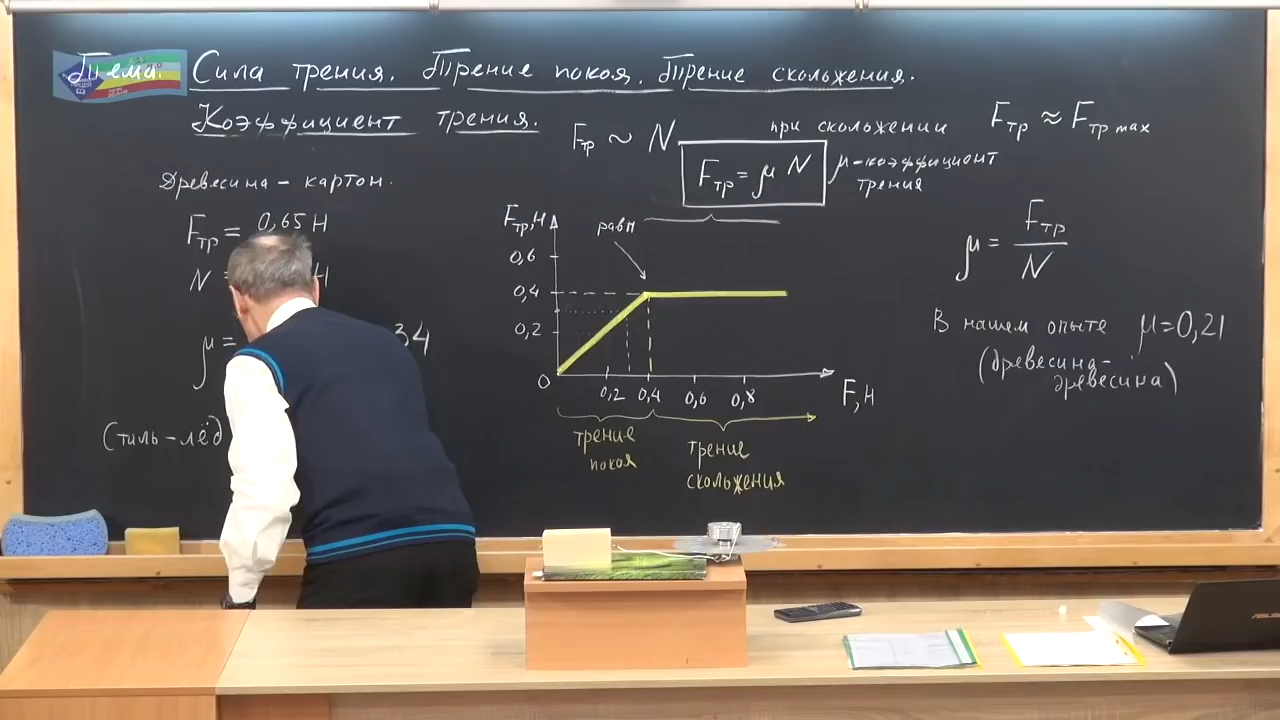 Тема. Сила трения. Трение покоя. Трение скольжения.
Коэффициент трения.
Fтр ~ N
при скольжении
Fтр ≈ Fтр max
Fтр = μ N
μ - коэффициент
трения
Древесина - картон.
Fтр = 0,65 Н
N =
Н
μ =
34
(сталь - лёд
Fтр, Н
0,6
0,4
0,2
0
равн
0,2 0,4 0,6 0,8
F, Н
трение
покоя
трение
скольжения
μ = Fтр / N
В нашем опыте μ = 0,21
(древесина -
древесина)
ASUS